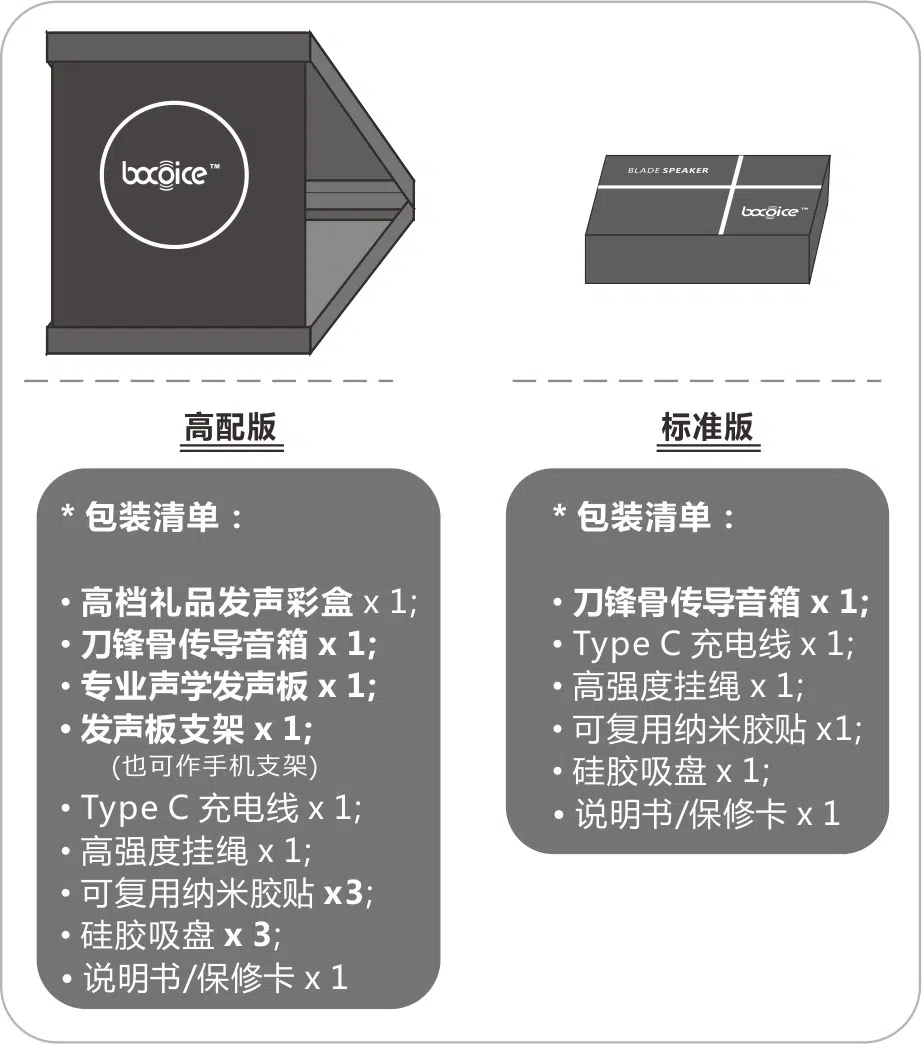 bocoice™
BLADE SPEAKER
bocoice™
高配版
* 包装清单：
• 高档礼品发声彩盒 x 1;
• 刀锋骨传导音箱 x 1;
• 专业声学发声板 x 1;
• 发声板支架 x 1;
(也可作手机支架)
• Type C 充电线 x 1;
• 高强度挂绳 x 1;
• 可复用纳米胶贴 x3;
• 硅胶吸盘 x 3;
• 说明书/保修卡 x 1
标准版
* 包装清单：
• 刀锋骨传导音箱 x 1;
• Type C 充电线 x 1;
• 高强度挂绳 x 1;
• 可复用纳米胶贴 x1;
• 硅胶吸盘 x 1;
• 说明书/保修卡 x 1